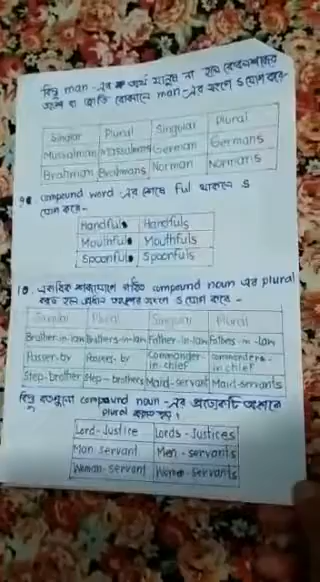 কিন্তু man -এর অর্থ মানুষ না হয়ে
অংশ বা জাতি বোঝালে man -এর সংগে s যোগ করে-
Singular Plural Singular Plural
Mussalman Mussalmans German Germans
Brahman Brahmans Norman Normans
compound word -এর শেষে ful থাকলে s
যোগ করে-
Handful Handfuls
Mouthful Mouthfuls
Spoonful Spoonfuls
10 একাধিক শব্দযোগে গঠিত compound noun এর plural
করতে হলে প্রধান অংশের সংগে s যোগ করে -
Singular Plural Singular Plural
Brother-in-law Brothers-in-law Father-in-law Fathers-in-law
Passer-by Passers-by Commander-in-chief commanders-in chief
Step-brother Step-brothers Maid-servant Maid-servants
কিন্তু কতগুলো compound noun -এর প্রত্যেকটি অংশকে
plural করতে হয়।
Lord-Justice Lords-Justices
Man servant Men-servants
Woman-servant Women-servants